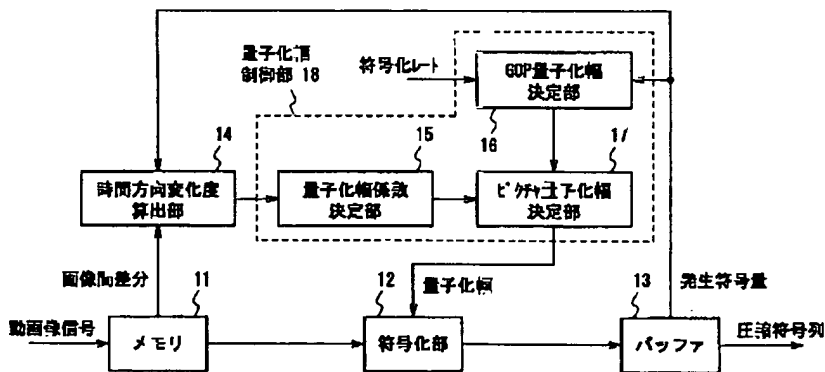 量子化幅
制御部 18
符号化レート
GOP量子化幅
決定部
16
14
時間方向変化度
算出部
15
量子化幅係数
決定部
17
ピクチャ量子化幅
決定部
画像間差分
11
動画像信号
メモリ
12
量子化幅
符号化部
13
発生符号量
バッファ
圧縮符号列